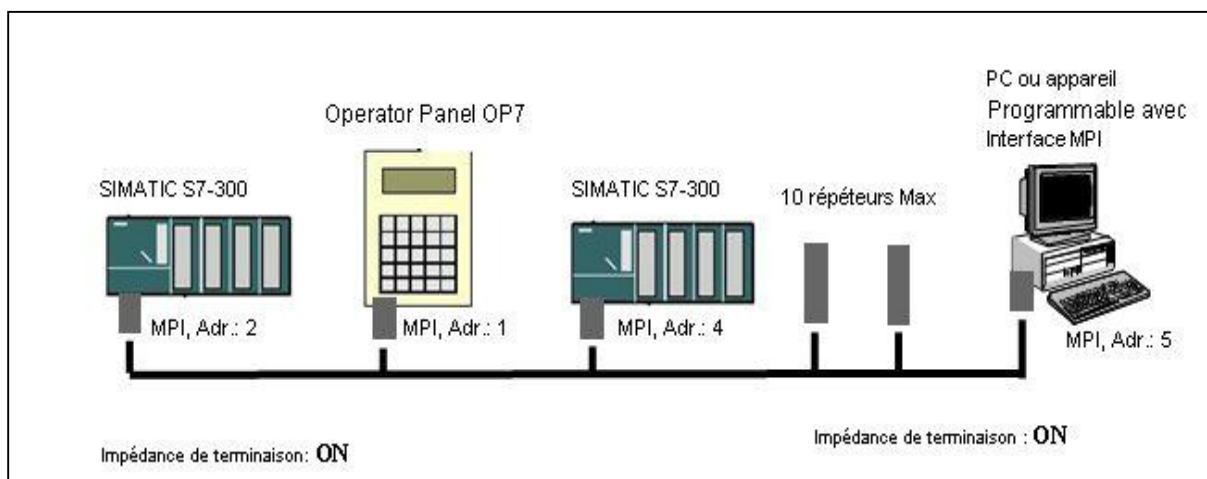 PC ou appareil
Programmable avec
Interface MPI
Operator Panel OP7
SIMATIC S7-300
SIMATIC S7-300
10 répéteurs Max
MPI, Adr.: 2
MPI, Adr.: 1
MPI, Adr.: 4
MPI, Adr.: 5
Impédance de terminaison: ON
Impédance de terminaison : ON